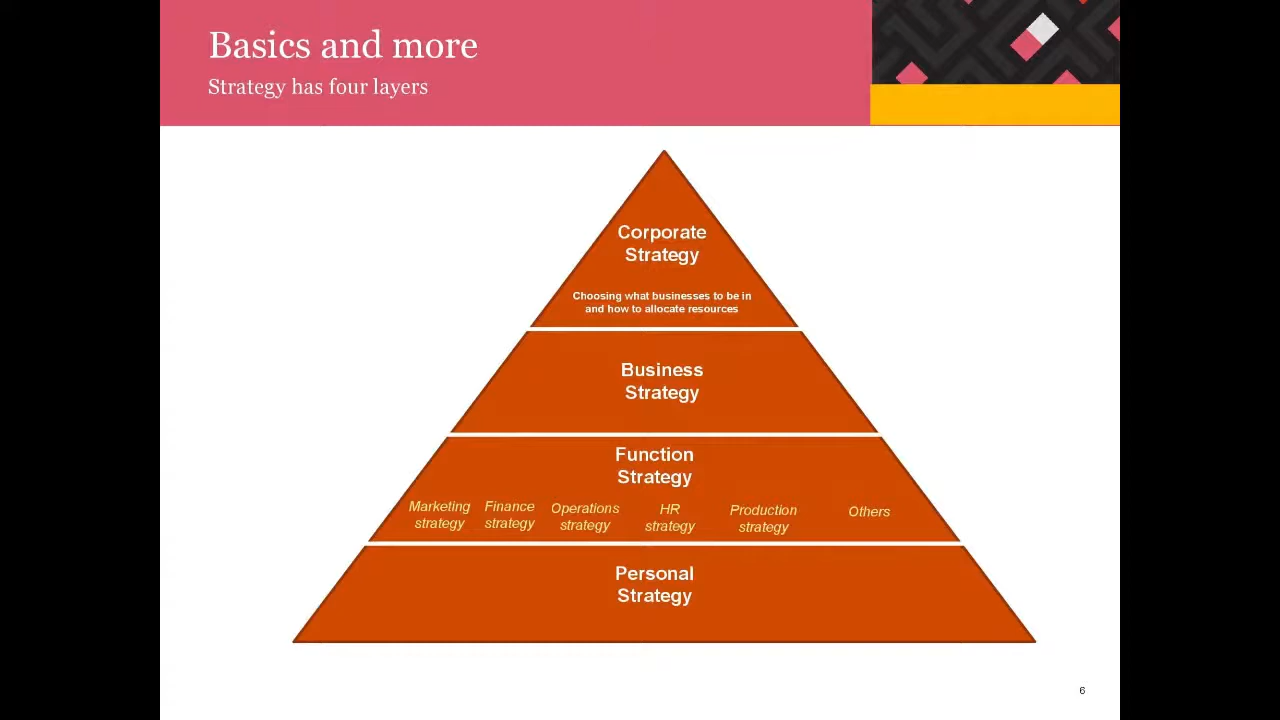 Basics and more
Strategy has four layers
Corporate
Strategy
Choosing what businesses to be in
and how to allocate resources
Business
Strategy
Function
Strategy
Marketing
strategy
Finance
strategy
Operations
strategy
HR
strategy
Production
strategy
Others
Personal
Strategy
6